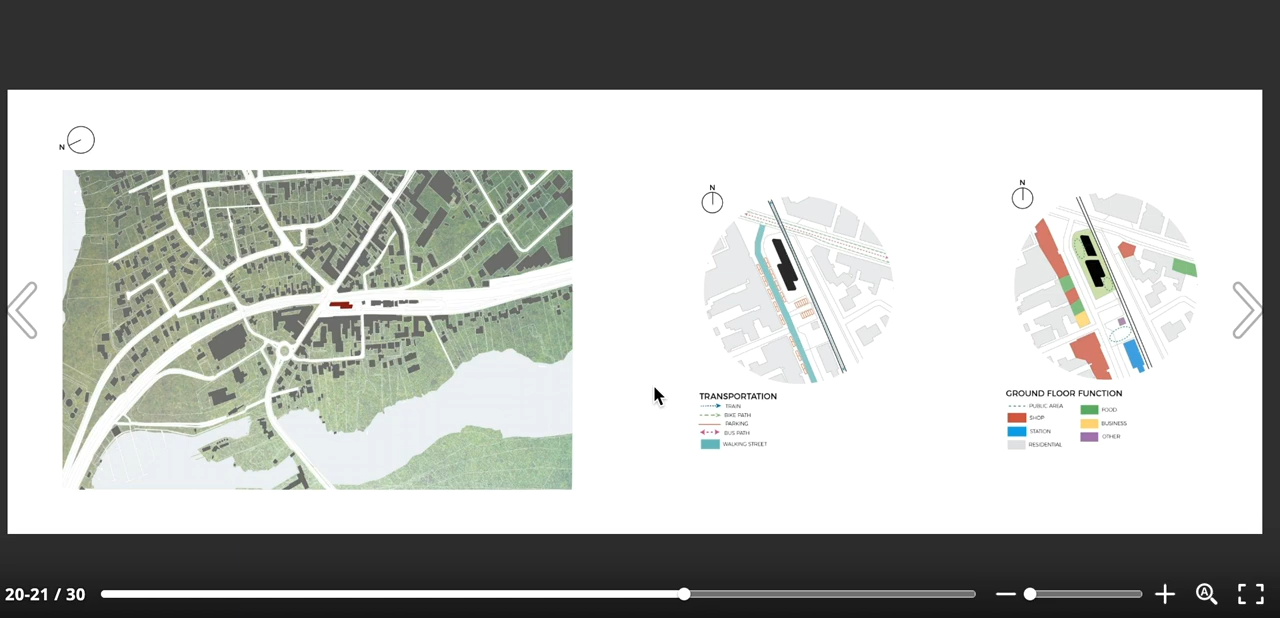 N
N
N
TRANSPORTATION
TRAIN
BIKE PATH
PARKING
BUS PATH
WALKING STREET
GROUND FLOOR FUNCTION
PUBLIC AREA
SHOP
STATION
RESIDENTIAL
FOOD
BUSINESS
OTHER
20-21 / 30
A